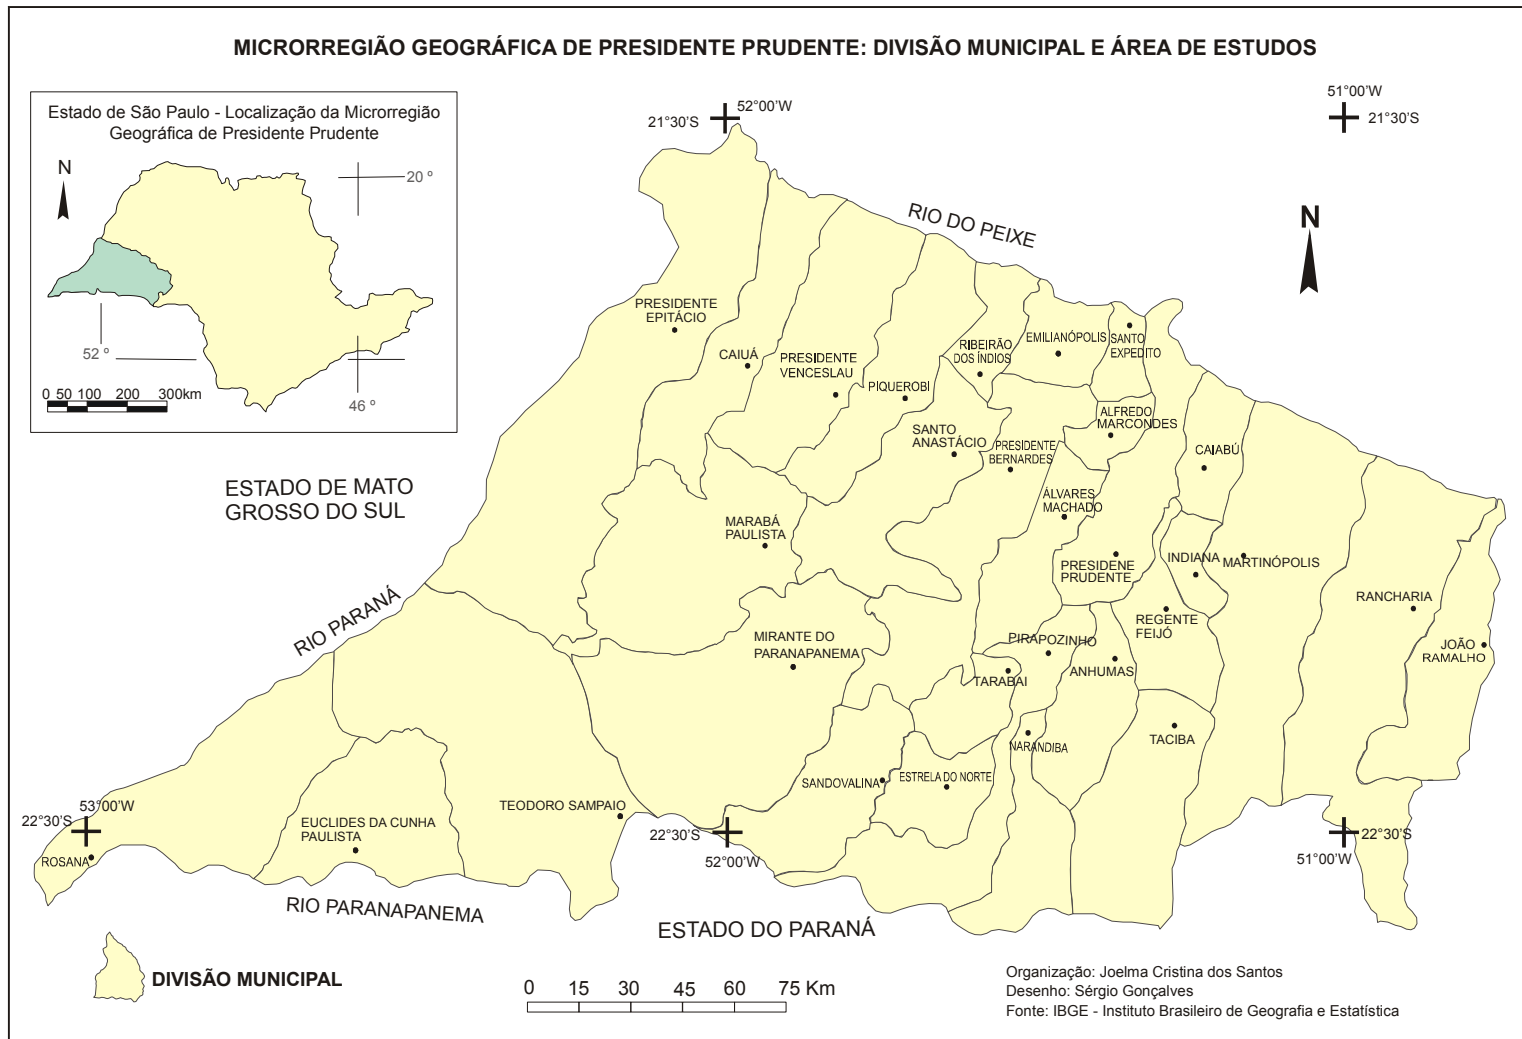 MICRORREGIÃO GEOGRÁFICA DE PRESIDENTE PRUDENTE: DIVISÃO MUNICIPAL E ÁREA DE ESTUDOS
Estado de São Paulo - Localização da Microrregião
Geográfica de Presidente Prudente
N
20 º
52 º
46 º
0 50 100 200 300km
52°00'W
21°30'S
51°00'W
21°30'S
N
RIO DO PEIXE
PRESIDENTE
EPITÁCIO
CAIUÁ
PRESIDENTE
VENCESLAU
PIQUEROBI
RIBEIRÃO
DOS ÍNDIOS
EMILIANÓPOLIS
SANTO
EXPEDITO
ALFREDO
MARCONDES
SANTO
ANASTÁCIO
PRESIDENTE
BERNARDES
CAIABÚ
ÁLVARES
MACHADO
ESTADO DE MATO
GROSSO DO SUL
MARABÁ
PAULISTA
PRESIDENE
PRUDENTE
INDIANA
MARTINÓPOLIS
RANCHARIA
RIO PARANÁ
MIRANTE DO
PARANAPANEMA
PIRAPOZINHO
REGENTE
FEIJÓ
JOÃO
RAMALHO
TARABAI
ANHUMAS
NARANDIBA
TACIBA
SANDOVALINA
ESTRELA DO NORTE
53°00'W
22°30'S
ROSANA
EUCLIDES DA CUNHA
PAULISTA
TEODORO SAMPAIO
22°30'S
52°00'W
22°30'S
51°00'W
RIO PARANAPANEMA
ESTADO DO PARANÁ
DIVISÃO MUNICIPAL
0 15 30 45 60 75 Km
Organização: Joelma Cristina dos Santos
Desenho: Sérgio Gonçalves
Fonte: IBGE - Instituto Brasileiro de Geografia e Estatística